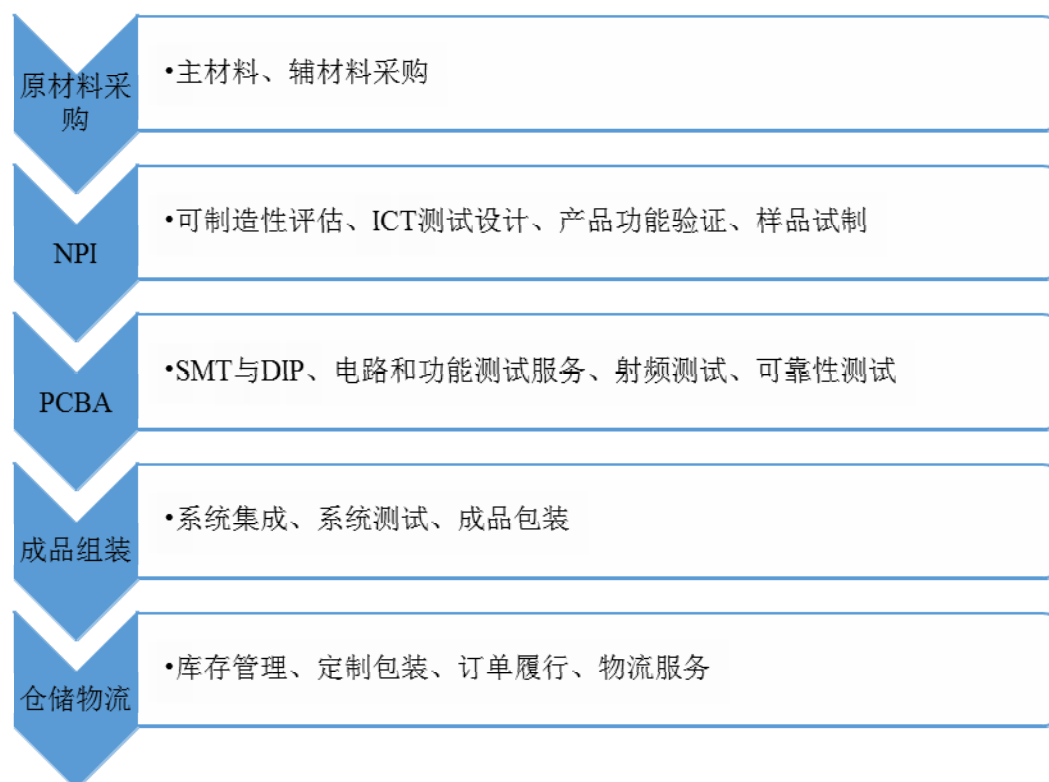 原材料采
购
•主材料、辅材料采购
NPI
•可制造性评估、ICT测试设计、产品功能验证、样品试制
PCBA
•SMT与DIP、电路和功能测试服务、射频测试、可靠性测试
成品组装
•系统集成、系统测试、成品包装
仓储物流
•库存管理、定制包装、订单履行、物流服务